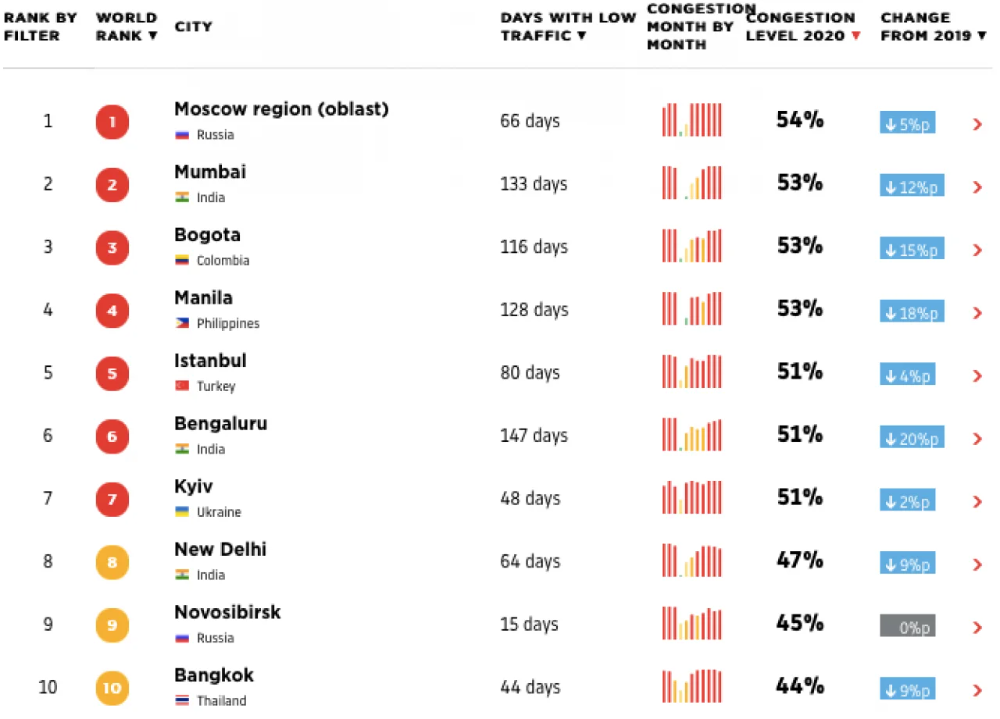 RANK BY FILTER WORLD RANK ▼ CITY DAYS WITH LOW TRAFFIC ▼ CONGESTION MONTH BY MONTH CONGESTION LEVEL 2020 ▼ CHANGE FROM 2019 ▼
1 1 Moscow region (oblast) 66 days 54% ↓ 5%p
Russia
2 2 Mumbai 133 days 53% ↓ 12%p
India
3 3 Bogota 116 days 53% ↓ 15%p
Colombia
4 4 Manila 128 days 53% ↓ 18%p
Philippines
5 5 Istanbul 80 days 51% ↓ 4%p
Turkey
6 6 Bengaluru 147 days 51% ↓ 20%p
India
7 7 Kyiv 48 days 51% ↓ 2%p
Ukraine
8 8 New Delhi 64 days 47% ↓ 9%p
India
9 9 Novosibirsk 15 days 45% 0%p
Russia
10 10 Bangkok 44 days 44% ↓ 9%p
Thailand